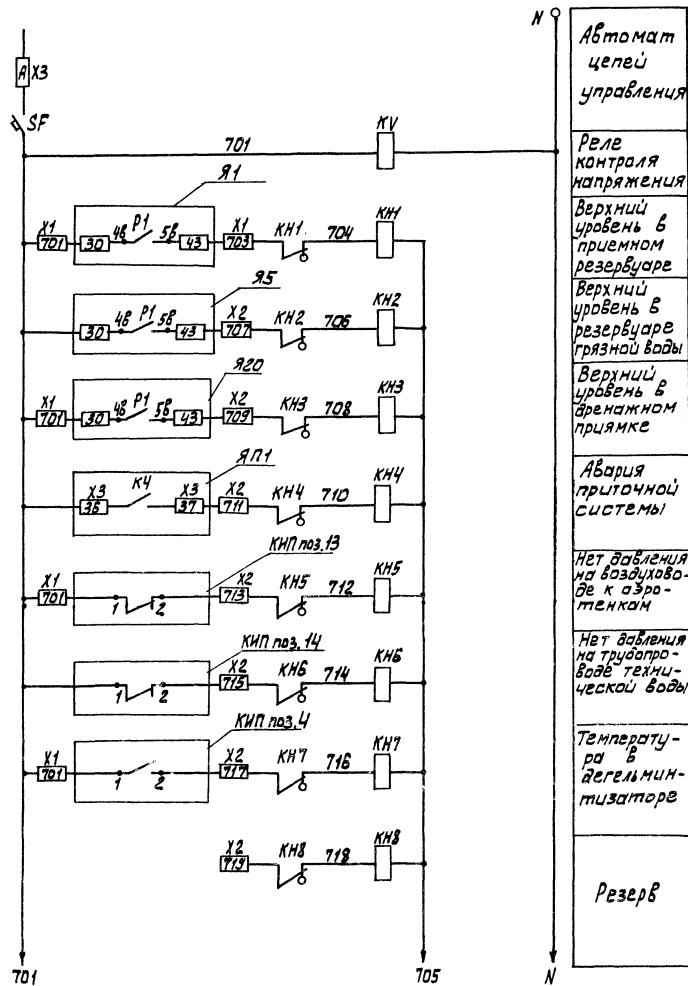 N
Автомат
цепей
управления
А Х3
SF
701
KV
Реле
контроля
напряжения
Я1
Х1
701
30
4в
Р1
5в
43
Х1
703
КН1
704
КН1
Верхний
уровень в
приемном
резервуаре
Я5
30
4в
Р1
5в
43
Х2
707
КН2
706
КН2
Верхний
уровень в
резервуаре
грязной воды
Я20
Х1
701
30
4в
Р1
5в
43
Х2
709
КН3
708
КН3
Верхний
уровень в
дренажном
приямке
ЯП1
Х3
36
К4
Х3
37
Х2
711
КН4
710
КН4
Авария
приточной
системы
КИП поз.13
Х1
701
1
2
Х2
713
КН5
712
КН5
Нет давления
на воздухово-
де к аэро-
тенкам
КИП поз.14
1
2
Х2
715
КН6
714
КН6
Нет давления
на трубопро-
воде техни-
ческой воды
КИП поз.4
Х1
701
1
2
Х2
717
КН7
716
КН7
Температу-
ра в
дегельмин-
тизаторе
Х2
719
КН8
718
КН8
Резерв
701
705
N